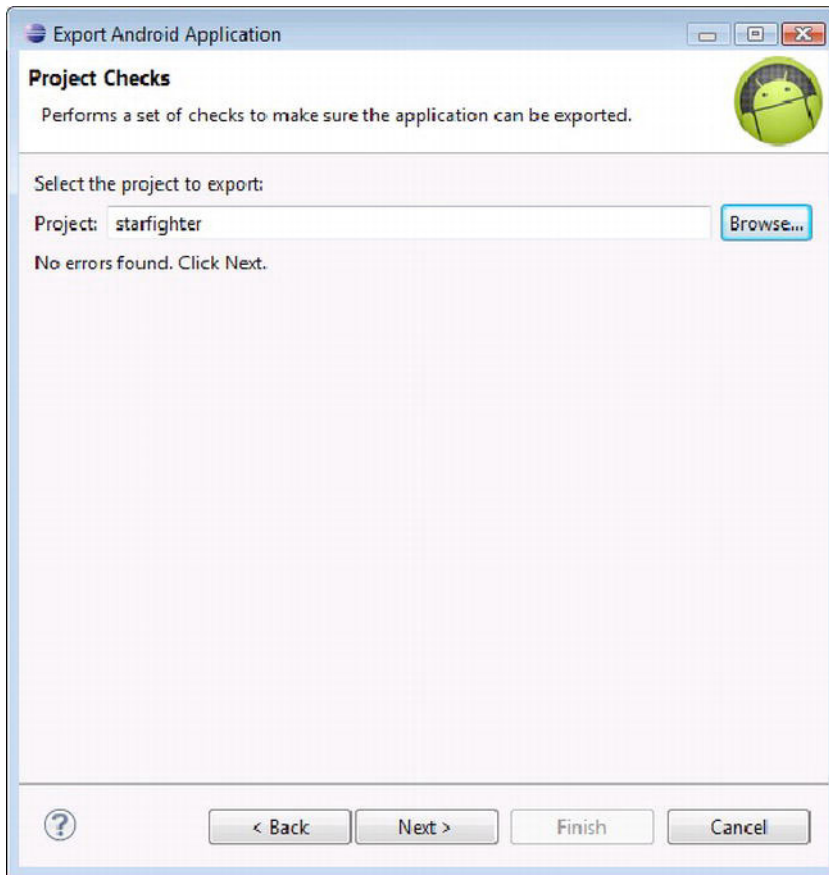 Export Android Application
Project Checks
Performs a set of checks to make sure the application can be exported.
Select the project to export:
Project: starfighter Browse...
No errors found. Click Next.
? < Back Next > Finish Cancel